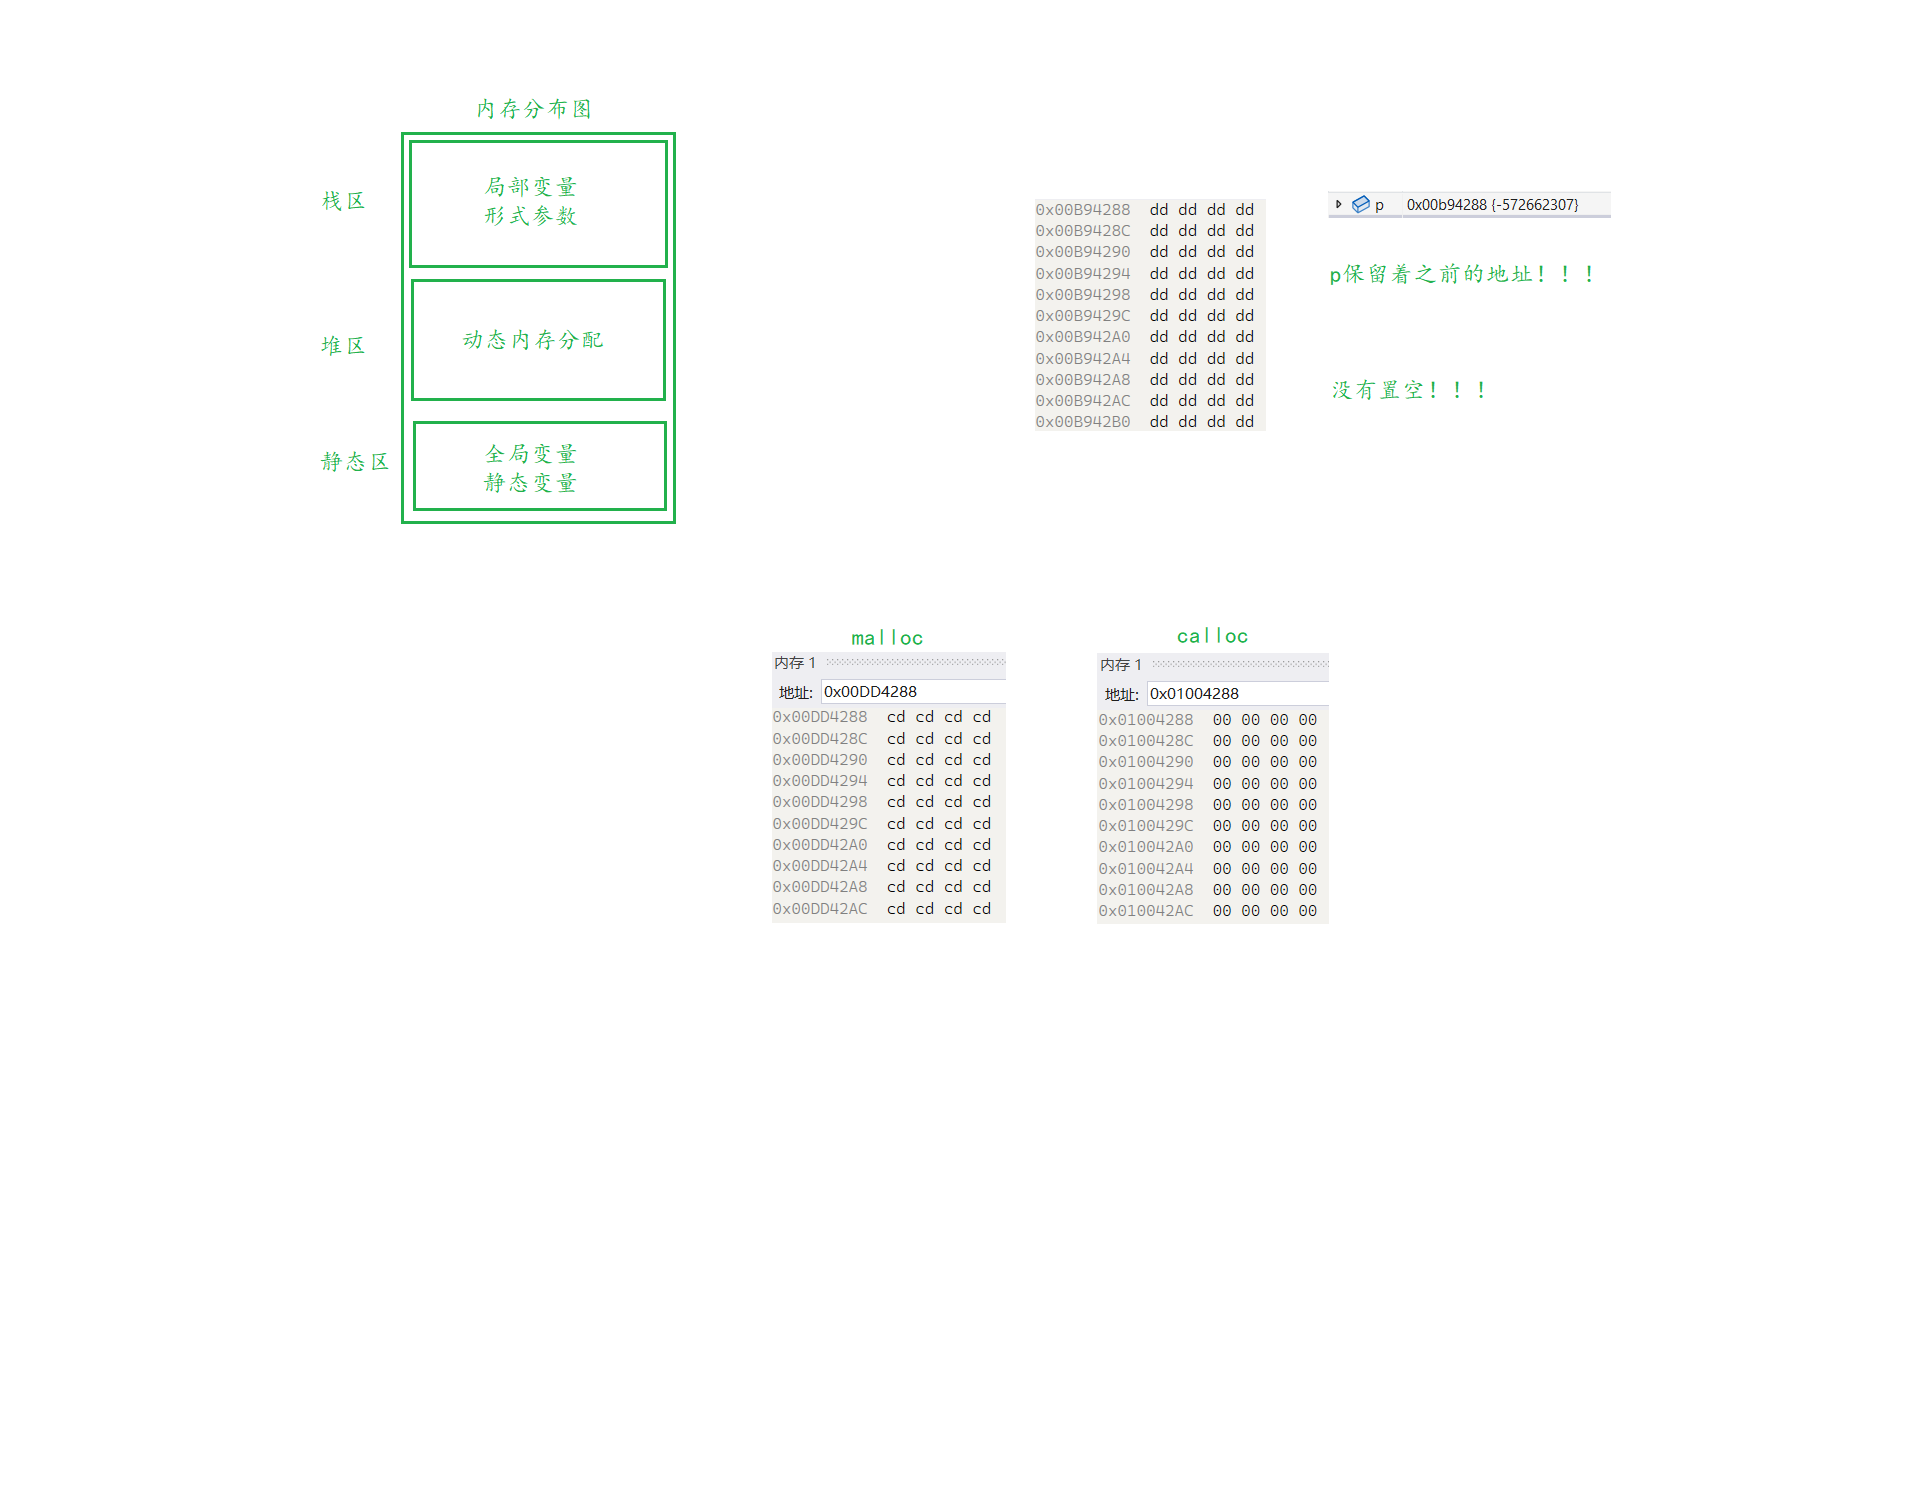 内存分布图
栈区
局部变量
形式参数
堆区
动态内存分配
静态区
全局变量
静态变量
0x00B94288 dd dd dd dd
0x00B9428C dd dd dd dd
0x00B94290 dd dd dd dd
0x00B94294 dd dd dd dd
0x00B94298 dd dd dd dd
0x00B9429C dd dd dd dd
0x00B942A0 dd dd dd dd
0x00B942A4 dd dd dd dd
0x00B942A8 dd dd dd dd
0x00B942AC dd dd dd dd
0x00B942B0 dd dd dd dd
p 0x00b94288 {-572662307}
p保留着之前的地址！！！
没有置空！！！
malloc
内存 1
地址: 0x00DD4288
0x00DD4288 cd cd cd cd
0x00DD428C cd cd cd cd
0x00DD4290 cd cd cd cd
0x00DD4294 cd cd cd cd
0x00DD4298 cd cd cd cd
0x00DD429C cd cd cd cd
0x00DD42A0 cd cd cd cd
0x00DD42A4 cd cd cd cd
0x00DD42A8 cd cd cd cd
0x00DD42AC cd cd cd cd
calloc
内存 1
地址: 0x01004288
0x01004288 00 00 00 00
0x0100428C 00 00 00 00
0x01004290 00 00 00 00
0x01004294 00 00 00 00
0x01004298 00 00 00 00
0x0100429C 00 00 00 00
0x010042A0 00 00 00 00
0x010042A4 00 00 00 00
0x010042A8 00 00 00 00
0x010042AC 00 00 00 00